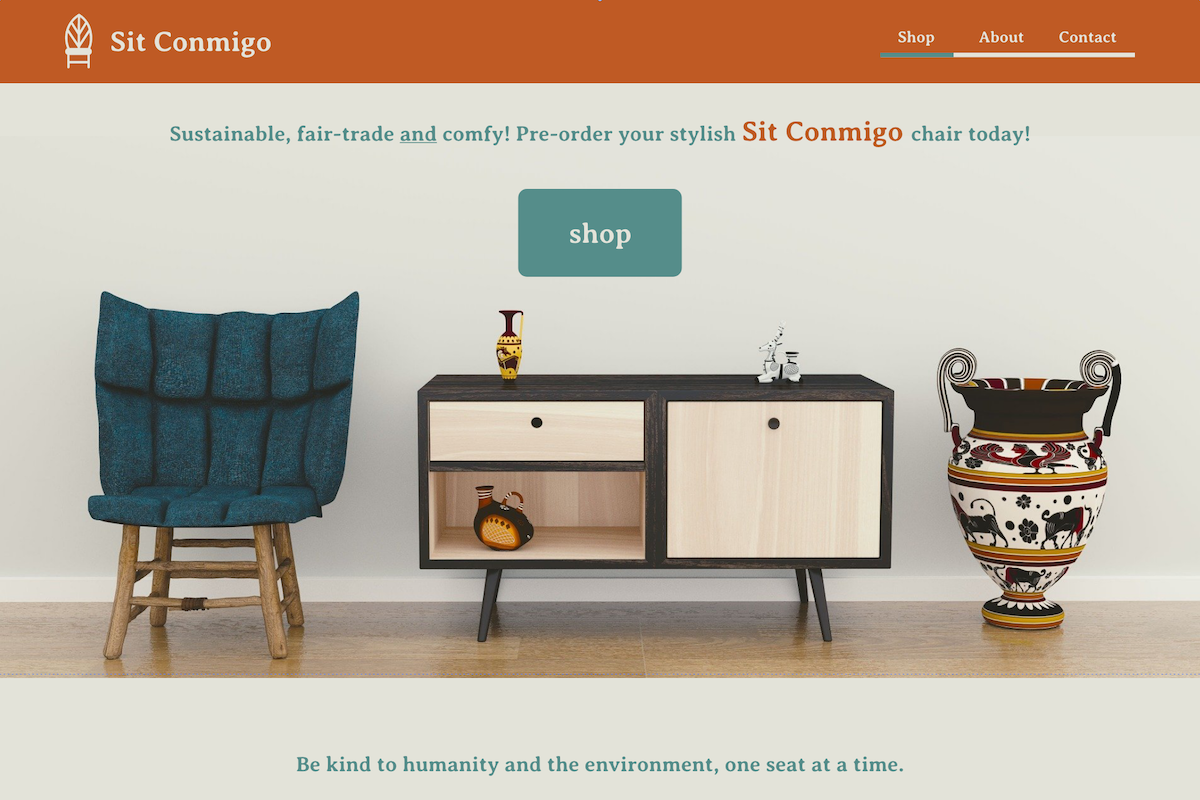 Sit Conmigo
Shop About Contact
Sustainable, fair-trade and comfy! Pre-order your stylish Sit Conmigo chair today!
shop
Be kind to humanity and the environment, one seat at a time.